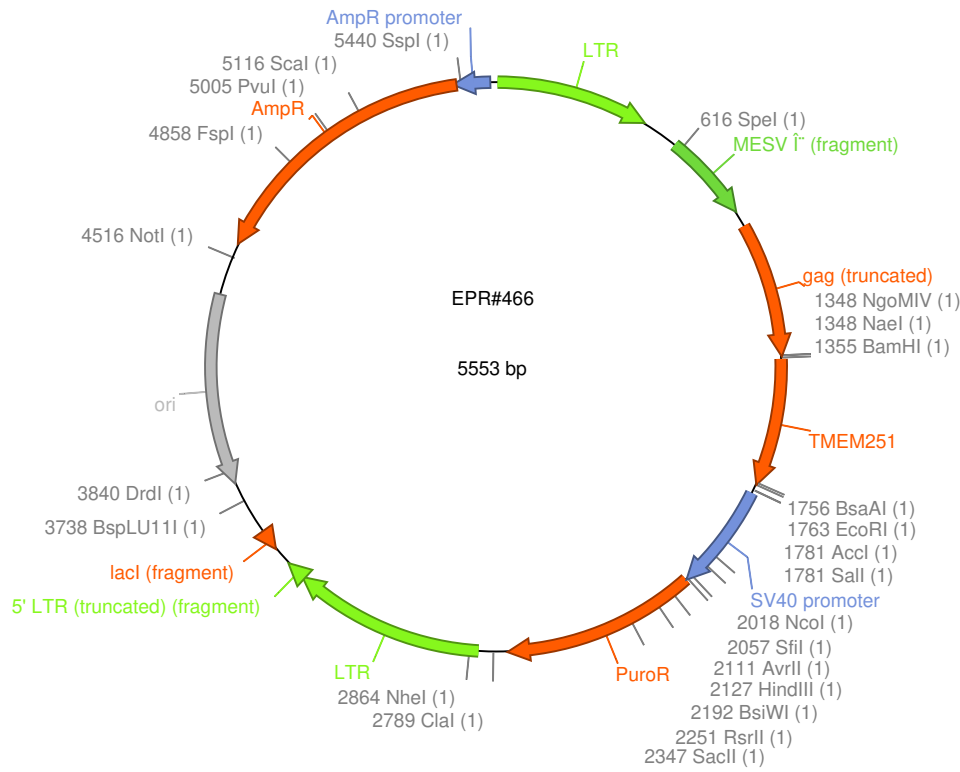 AmpR promoter
5440 SspI (1)
LTR
5116 ScaI (1)
5005 PvuI (1)
AmpR
4858 FspI (1)
616 SpeI (1)
MESV Î¨ (fragment)
4516 NotI (1)
EPR#466
5553 bp
gag (truncated)
1348 NgoMIV (1)
1348 NaeI (1)
1355 BamHI (1)
ori
TMEM251
3840 DrdI (1)
3738 BspLU11I (1)
1756 BsaAI (1)
1763 EcoRI (1)
1781 AccI (1)
1781 SalI (1)
lacI (fragment)
5' LTR (truncated) (fragment)
SV40 promoter
2018 NcoI (1)
2057 SfiI (1)
2111 AvrII (1)
2127 HindIII (1)
2192 BsiWI (1)
2251 RsrII (1)
2347 SacII (1)
PuroR
LTR
2864 NheI (1)
2789 ClaI (1)